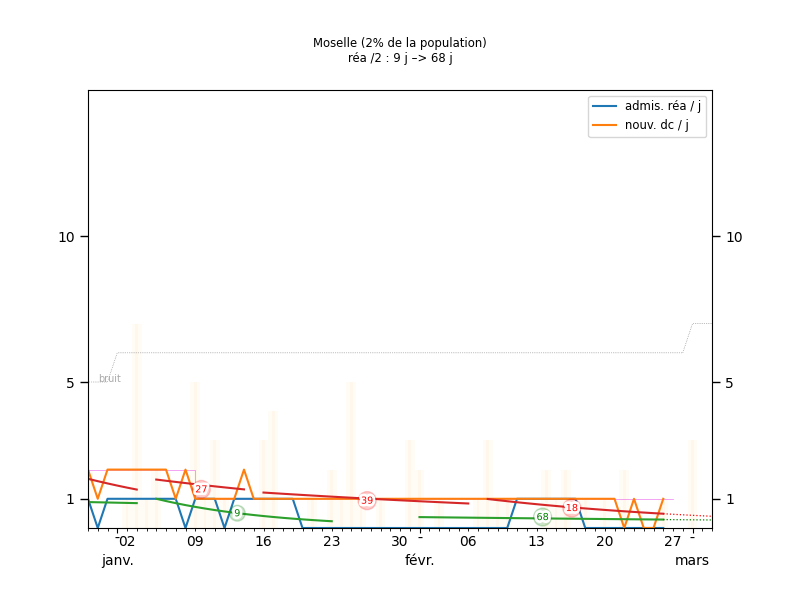 Moselle (2% de la population)
réa /2 : 9 j –> 68 j
admis. réa / j
nouv. dc / j
10 10
5 5
bruit
1 1
27 39 18
9 68
02 09 16 23 30 06 13 20 27
janv. févr. mars